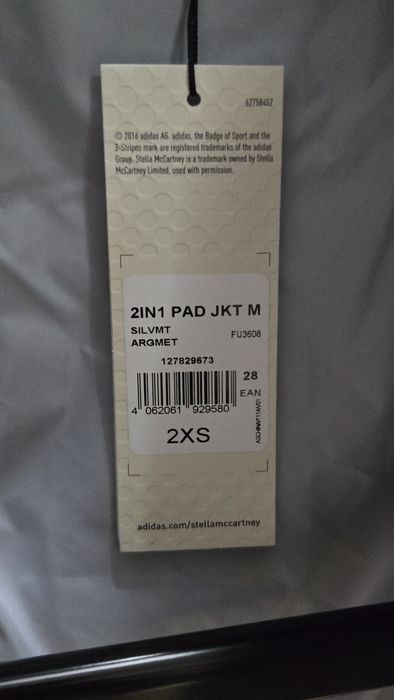 62758452
© 2016 adidas AG. adidas, the Badge of Sport and the
3-Stripes mark are registered trademarks of the adidas
Group. Stella McCartney is a trademark owned by Stella
McCartney Limited, used with permission.
2IN1 PAD JKT M
SILVMT FU3608
ARGMET
127829673
28
EAN
4 062061 929580
2XS
adidas.com/stellamccartney